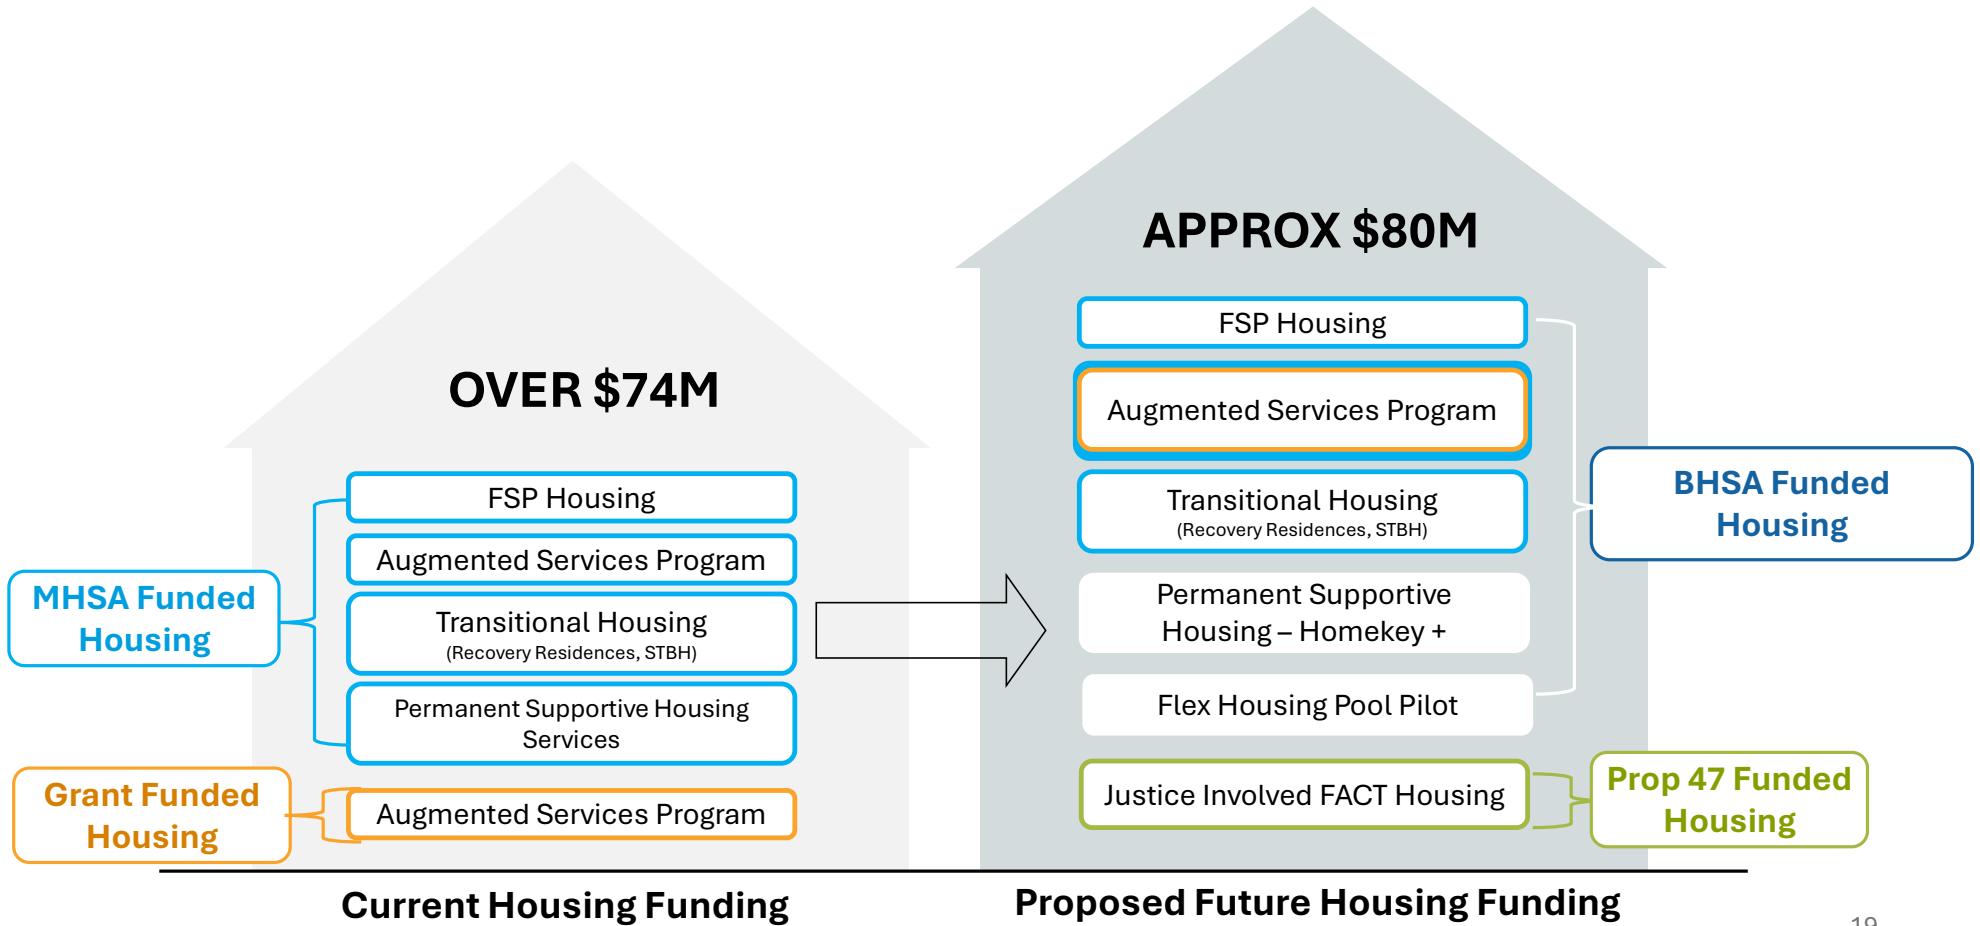 OVER $74M
MHSA Funded
Housing
FSP Housing
Augmented Services Program
Transitional Housing
(Recovery Residences, STBH)
Permanent Supportive Housing
Services
Grant Funded
Housing
Augmented Services Program
Current Housing Funding
APPROX $80M
FSP Housing
Augmented Services Program
Transitional Housing
(Recovery Residences, STBH)
Permanent Supportive
Housing – Homekey +
Flex Housing Pool Pilot
BHSA Funded
Housing
Justice Involved FACT Housing
Prop 47 Funded
Housing
Proposed Future Housing Funding
19